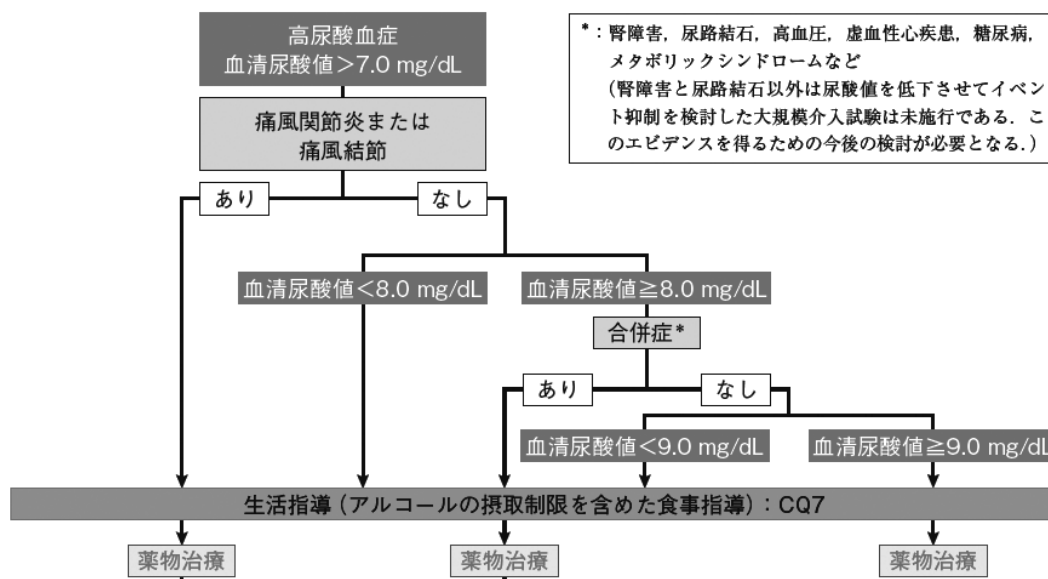 高尿酸血症
血清尿酸値＞7.0 mg/dL
痛風関節炎または
痛風結節
＊：腎障害，尿路結石，高血圧，虚血性心疾患，糖尿病，
メタボリックシンドロームなど
（腎障害と尿路結石以外は尿酸値を低下させてイベン
ト抑制を検討した大規模介入試験は未施行である．こ
のエビデンスを得るための今後の検討が必要となる．）
あり
なし
血清尿酸値＜8.0 mg/dL
血清尿酸値≧8.0 mg/dL
合併症＊
あり
なし
血清尿酸値＜9.0 mg/dL
血清尿酸値≧9.0 mg/dL
生活指導（アルコールの摂取制限を含めた食事指導）：CQ7
薬物治療
薬物治療
薬物治療